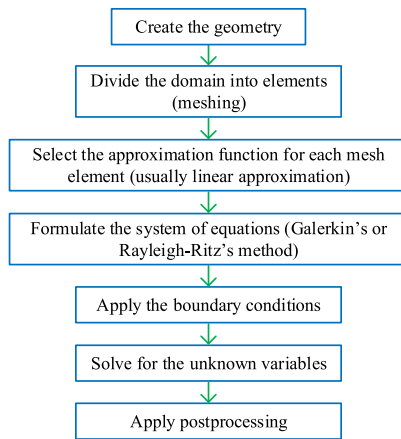 Create the geometry
Divide the domain into elements
(meshing)
Select the approximation function for each mesh
element (usually linear approximation)
Formulate the system of equations (Galerkin's or
Rayleigh-Ritz's method)
Apply the boundary conditions
Solve for the unknown variables
Apply postprocessing